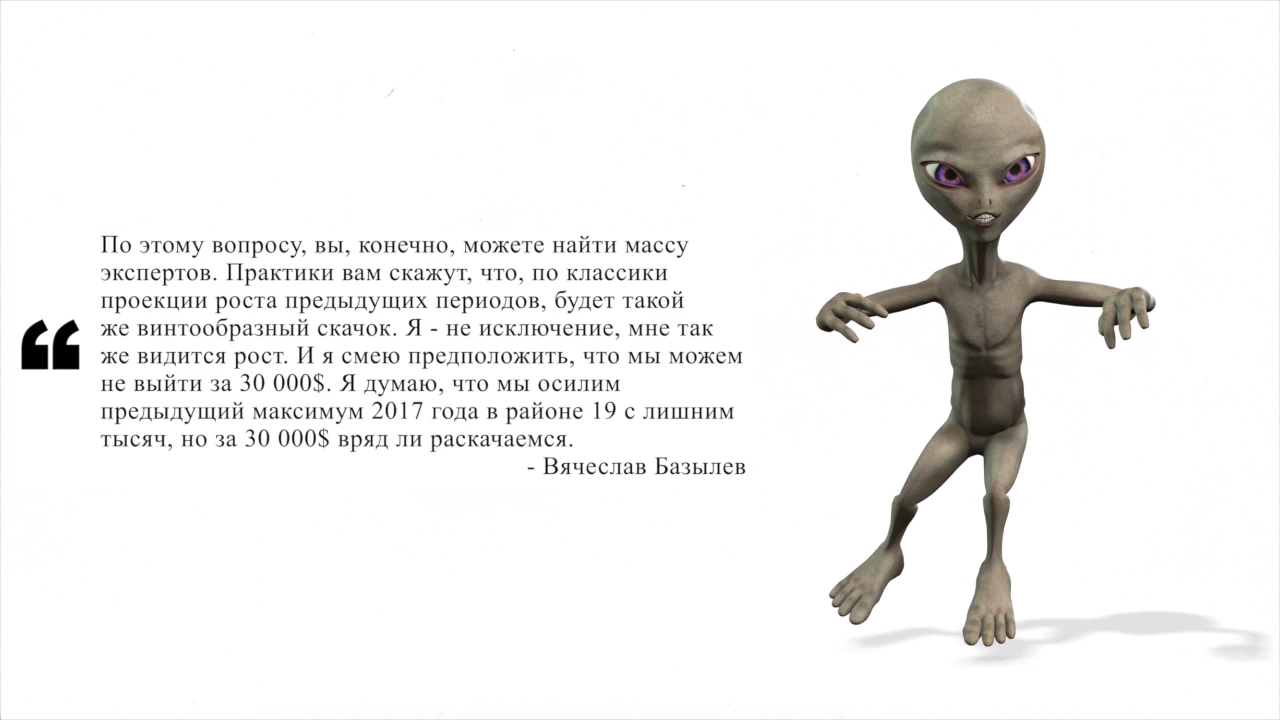 По этому вопросу, вы, конечно, можете найти массу
экспертов. Практики вам скажут, что, по классики
проекции роста предыдущих периодов, будет такой
же винтообразный скачок. Я - не исключение, мне так
же видится рост. И я смею предположить, что мы можем
не выйти за 30 000$. Я думаю, что мы осилим
предыдущий максимум 2017 года в районе 19 с лишним
тысяч, но за 30 000$ вряд ли раскачаемся.
- Вячеслав Базылев